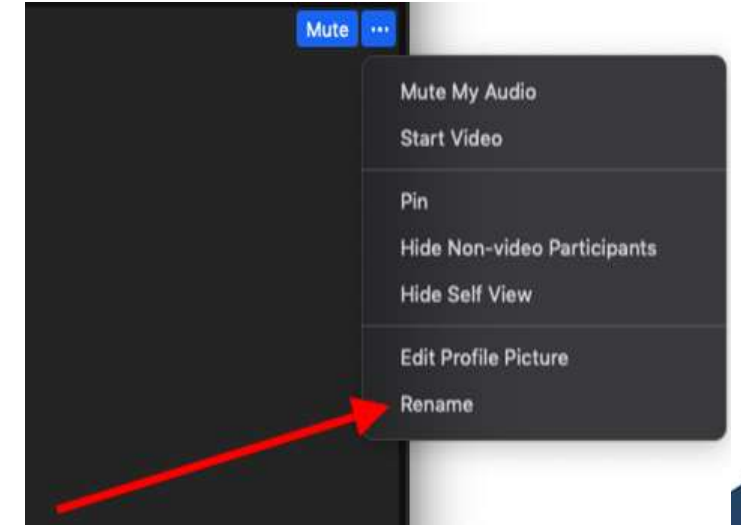 Mute ...
Mute My Audio
Start Video
Pin
Hide Non-video Participants
Hide Self View
Edit Profile Picture
Rename